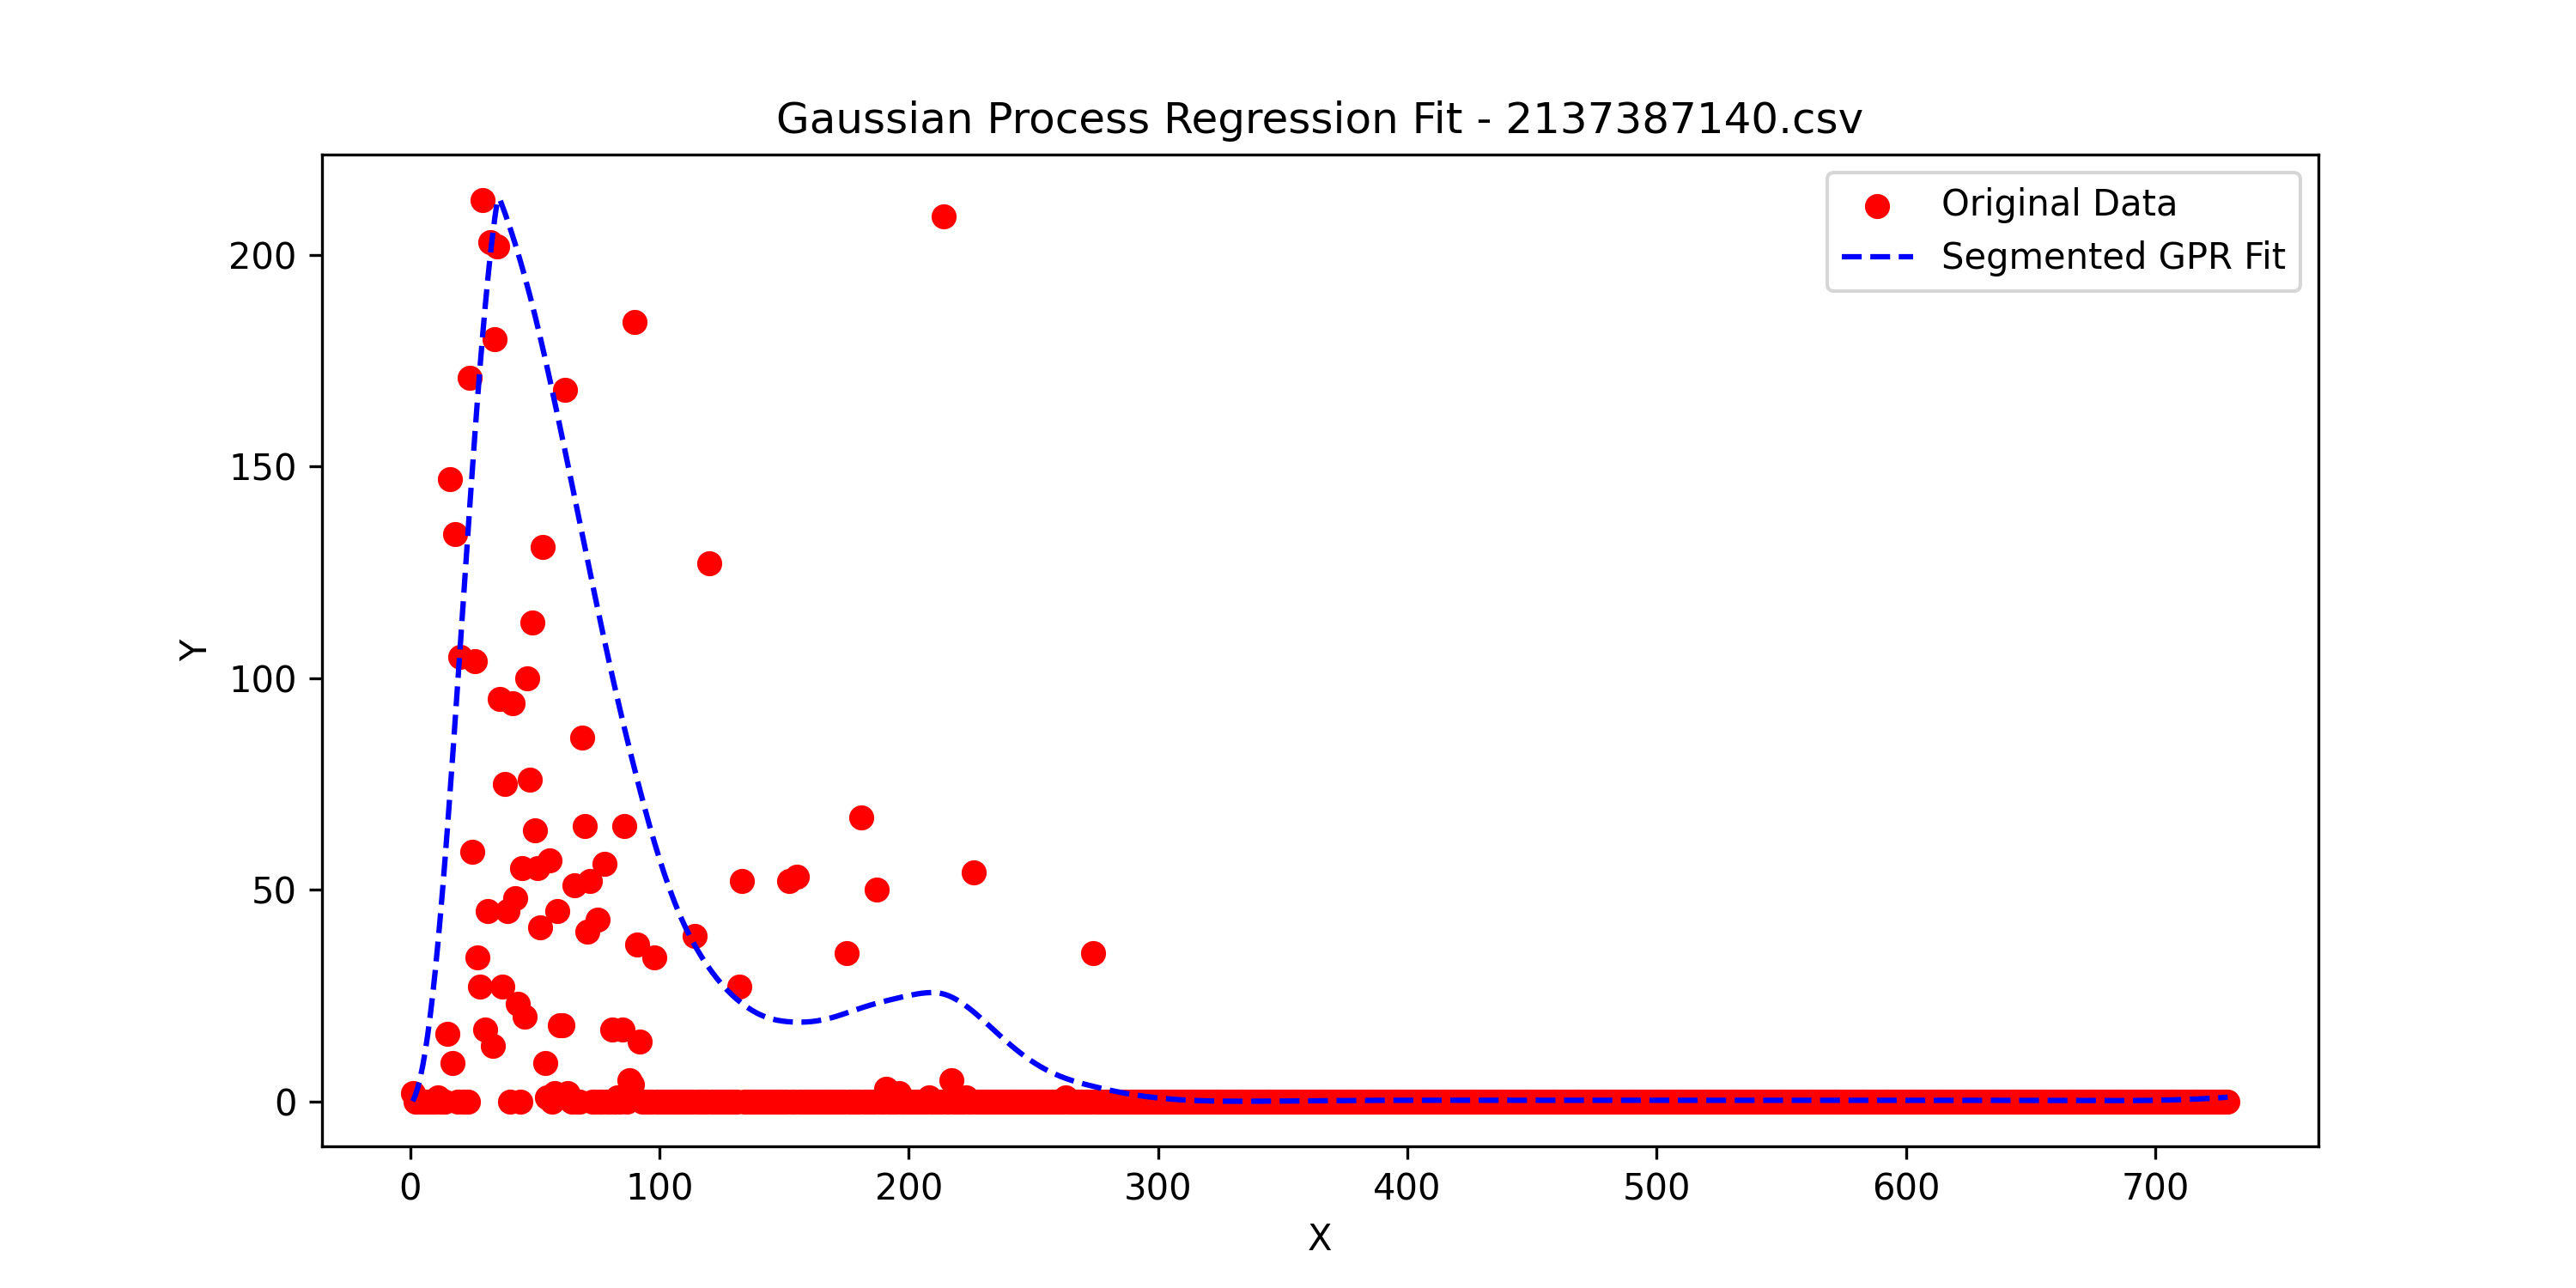 Gaussian Process Regression Fit - 2137387140.csv
Original Data
Segmented GPR Fit
200
150
100
50
0
Y
0 100 200 300 400 500 600 700
X